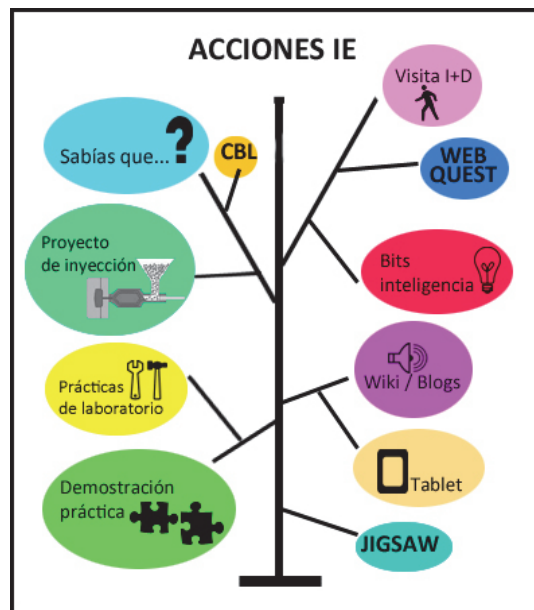 ACCIONES IE
Visita I+D
Sabías que...
?
CBL
WEB
QUEST
Proyecto
de inyección
Bits
inteligencia
Prácticas
de laboratorio
Wiki / Blogs
Demostración
práctica
Tablet
JIGSAW